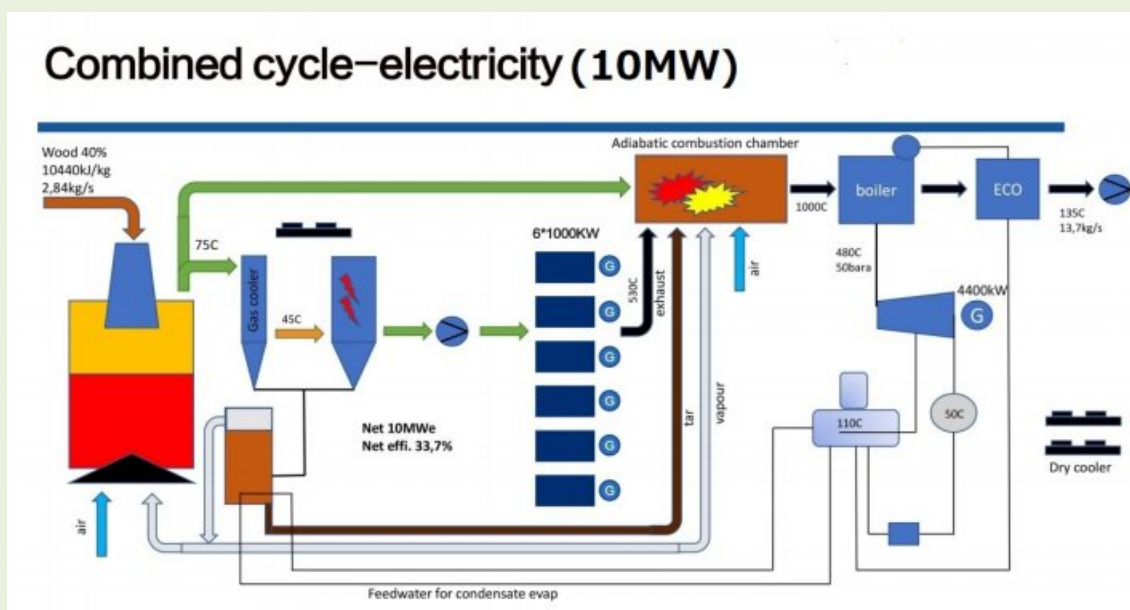 Combined cycle-electricity (10MW)
Wood 40%
10440kJ/kg
2,84kg/s
Adiabatic combustion chamber
75C
Gas cooler
45C
6*1000KW
G
G
G
G
G
G
530C
exhaust
tar
vapour
air
1000C
boiler
ECO
135C
13,7kg/s
480C
50bara
4400kW
G
110C
50C
Dry cooler
Net 10MWe
Net effi. 33,7%
air
Feedwater for condensate evap